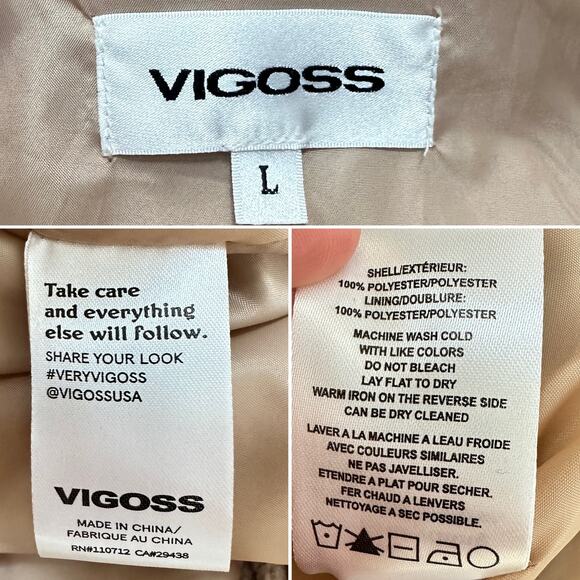 VIGOSS
L
Take care
and everything
else will follow.
SHARE YOUR LOOK
#VERYVIGOSS
@VIGOSSUSA
VIGOSS
MADE IN CHINA/
FABRIQUE AU CHINA
RN#110712 CA#29438
SHELL/EXTÉRIEUR:
100% POLYESTER/POLYESTER
LINING/DOUBLURE:
100% POLYESTER/POLYESTER
MACHINE WASH COLD
WITH LIKE COLORS
DO NOT BLEACH
LAY FLAT TO DRY
WARM IRON ON THE REVERSE SIDE
CAN BE DRY CLEANED
LAVER A LA MACHINE A LEAU FROIDE
AVEC COULEURS SIMILAIRES
NE PAS JAVELLISER.
ETENDRE A PLAT POUR SECHER.
FER CHAUD A LENVERS
NETTOYAGE A SEC POSSIBLE.